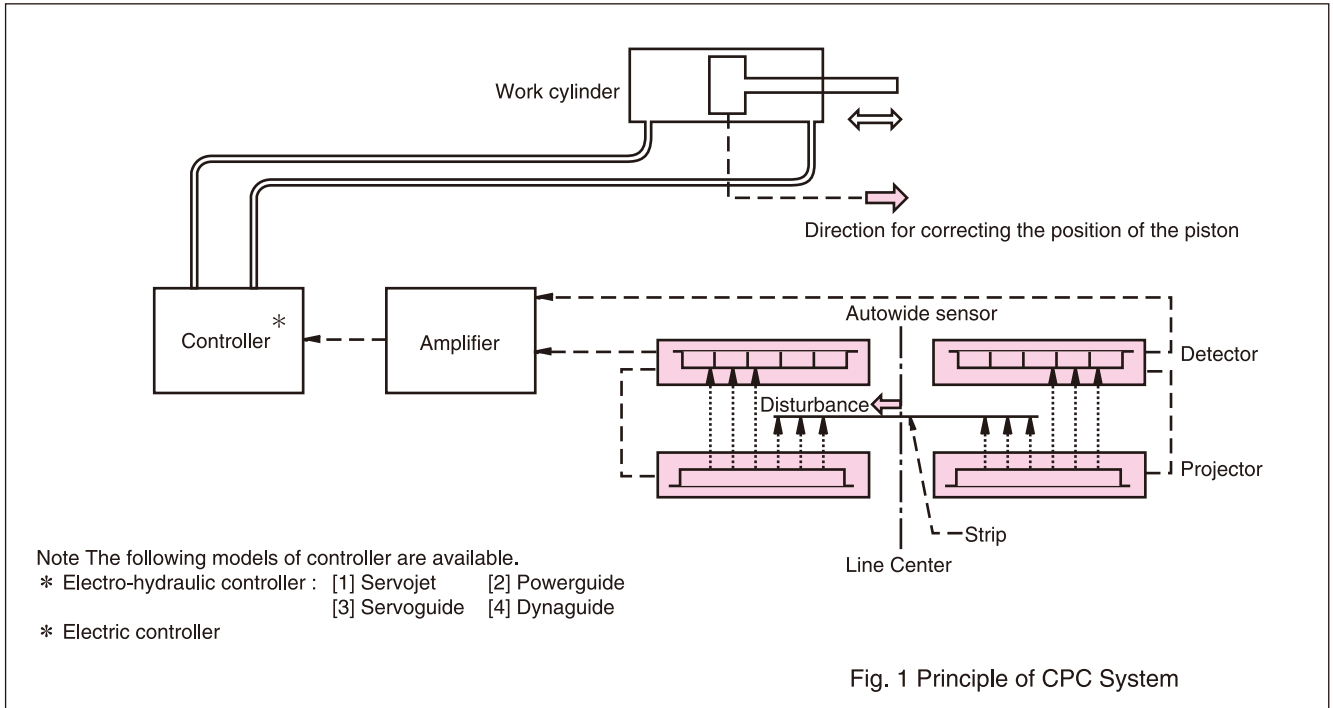 Work cylinder
Direction for correcting the position of the piston
Controller *
Amplifier
Autowide sensor
Detector
Disturbance
Projector
Strip
Line Center
Note The following models of controller are available.
* Electro-hydraulic controller : [1] Servojet [2] Powerguide
[3] Servoguide [4] Dynaguide
* Electric controller
Fig. 1 Principle of CPC System